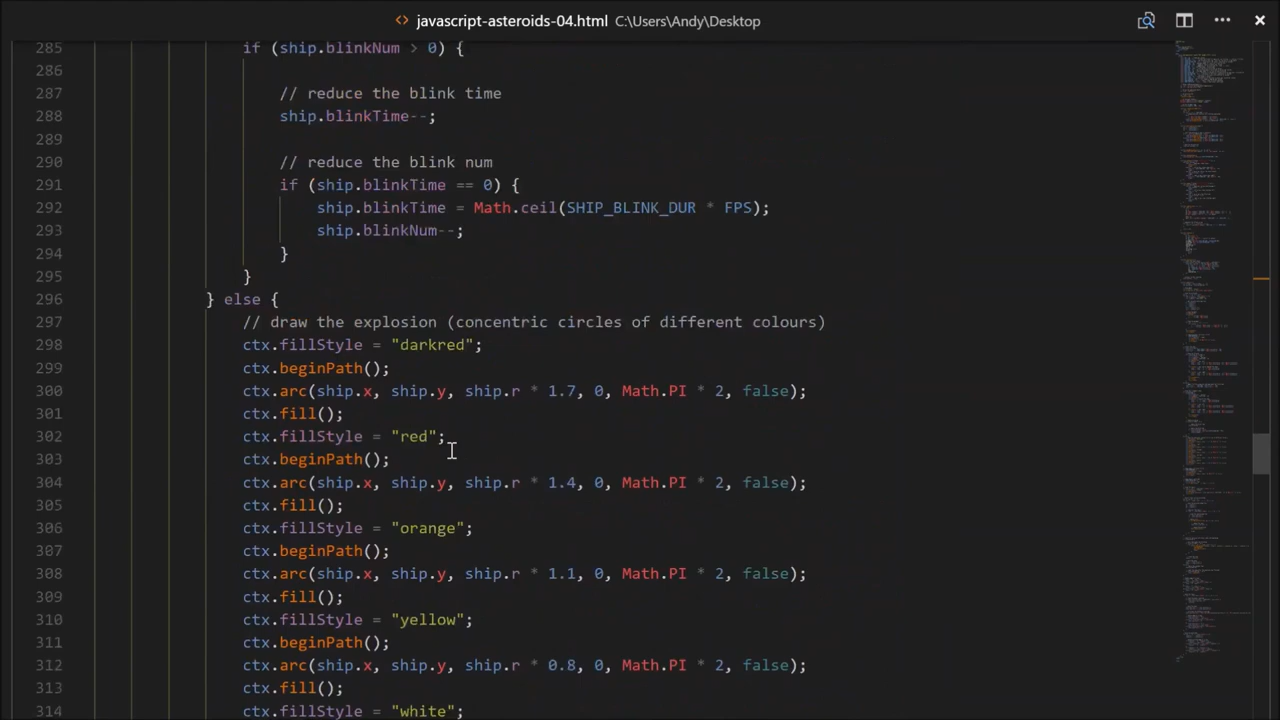 <> javascript-asteroids-04.html C:\Users\Andy\Desktop
285 if (ship.blinkNum > 0) {
286
287 // reduce the blink time
288 ship.blinkTime--;
289
290 // reduce the blink num
291 if (ship.blinkTime == 0) {
292 ship.blinkTime = Math.ceil(SHIP_BLINK_DUR * FPS);
293 ship.blinkNum--;
294 }
295 }
296 } else {
297 // draw the explosion (concentric circles of different colours)
298 ctx.fillStyle = "darkred";
299 ctx.beginPath();
300 ctx.arc(ship.x, ship.y, ship.r * 1.7, 0, Math.PI * 2, false);
301 ctx.fill();
302 ctx.fillStyle = "red";
303 ctx.beginPath();
304 ctx.arc(ship.x, ship.y, ship.r * 1.4, 0, Math.PI * 2, false);
305 ctx.fill();
306 ctx.fillStyle = "orange";
307 ctx.beginPath();
308 ctx.arc(ship.x, ship.y, ship.r * 1.1, 0, Math.PI * 2, false);
309 ctx.fill();
310 ctx.fillStyle = "yellow";
311 ctx.beginPath();
312 ctx.arc(ship.x, ship.y, ship.r * 0.8, 0, Math.PI * 2, false);
313 ctx.fill();
314 ctx.fillStyle = "white";